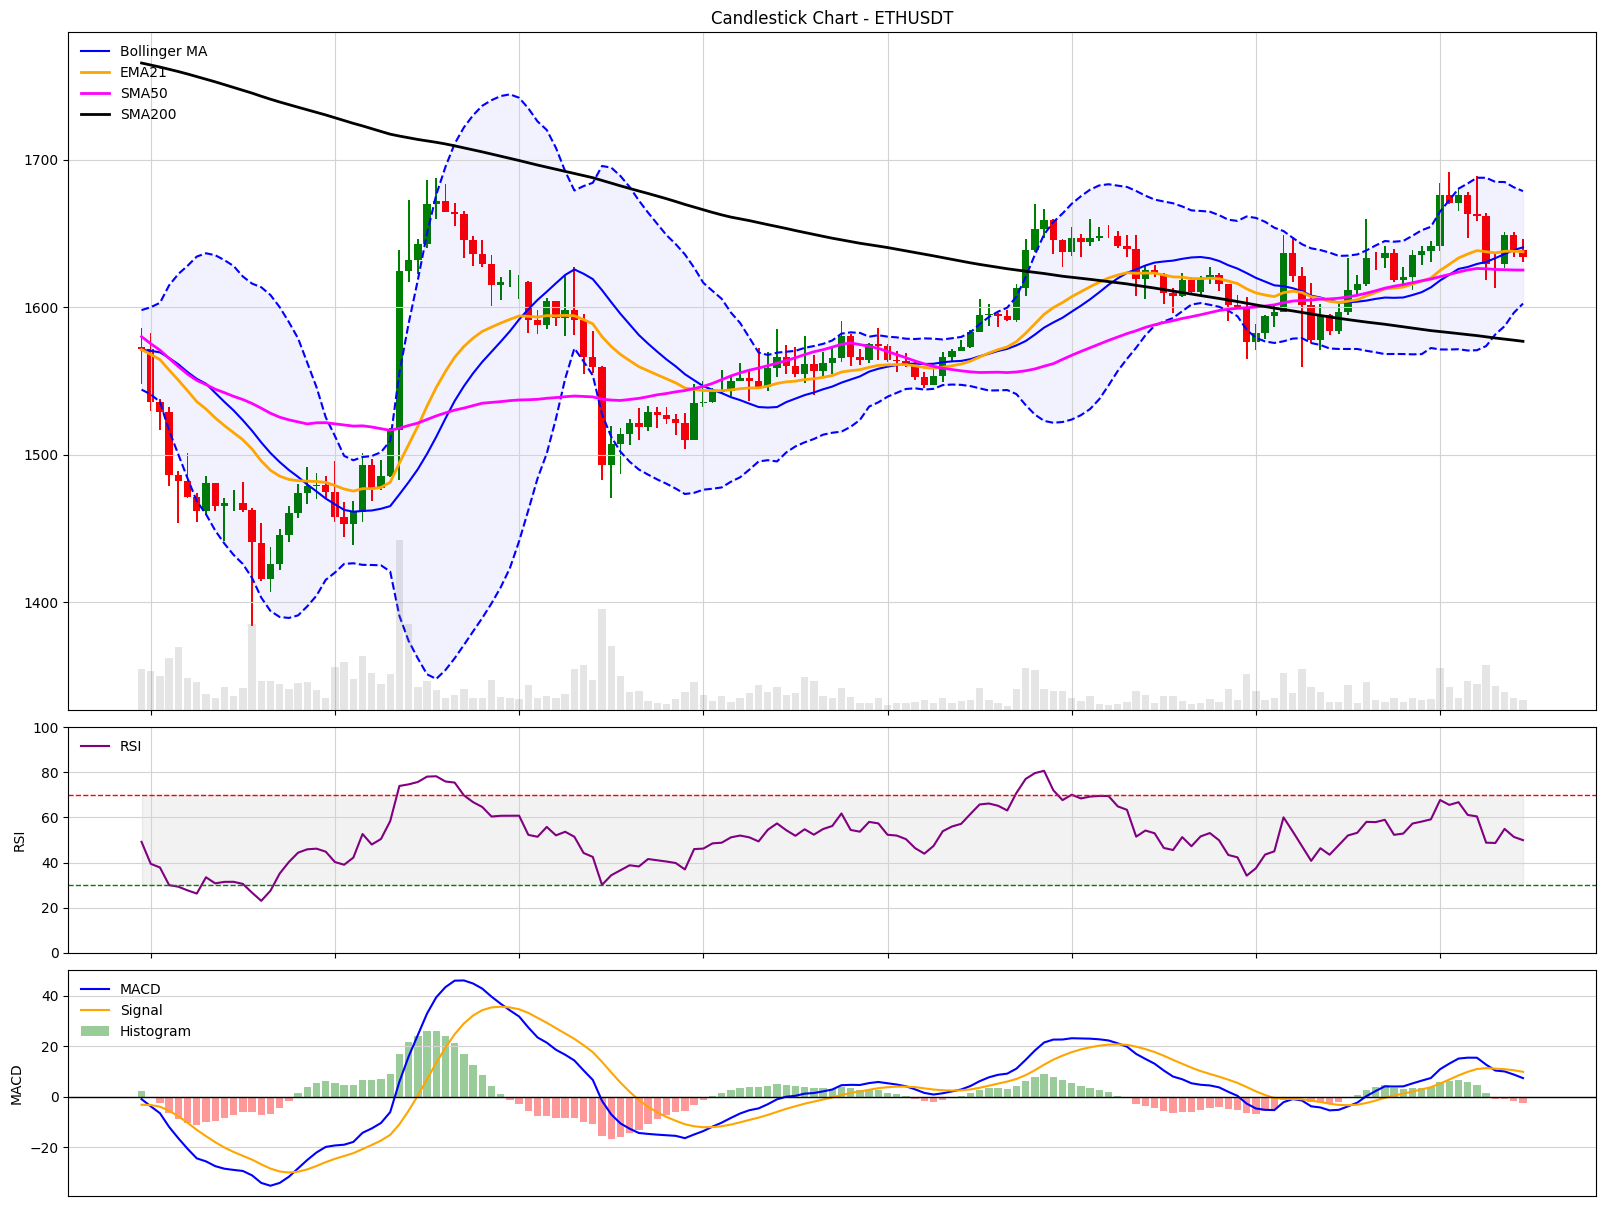 Candlestick Chart - ETHUSDT
Bollinger MA
EMA21
SMA50
SMA200
1700
1600
1500
1400
100
80
60
40
20
0
RSI
RSI
40
20
0
−20
MACD
MACD
Signal
Histogram